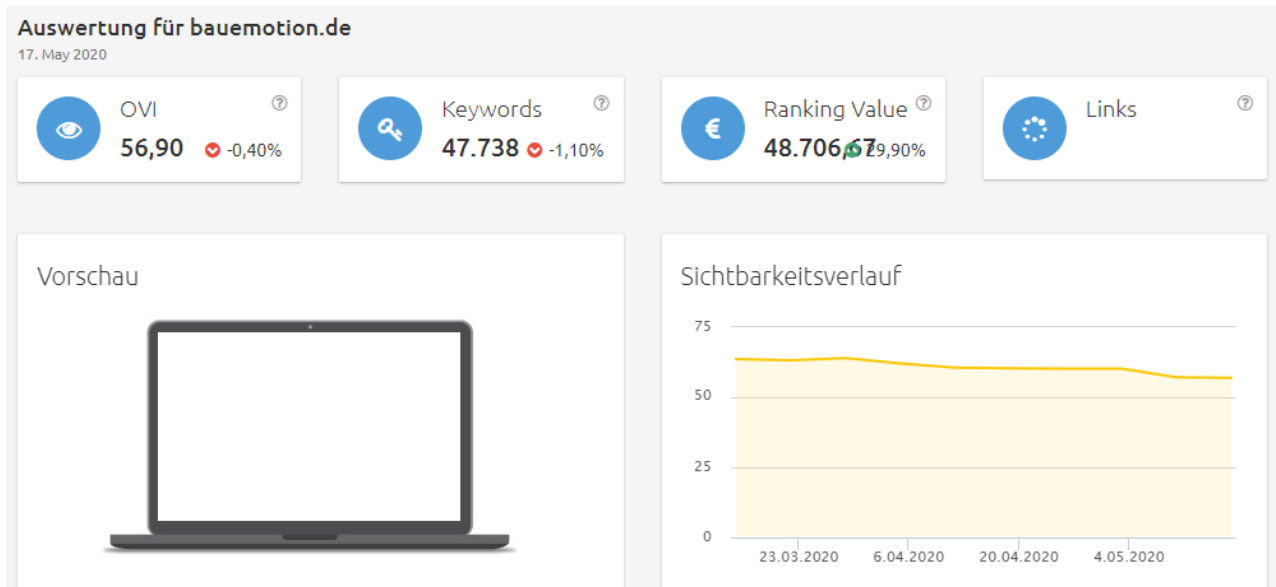 Auswertung für bauemotion.de
17. May 2020
OVI
56,90 -0,40%
Keywords
47.738 -1,10%
Ranking Value
48.706,67 29,90%
Links
Vorschau
Sichtbarkeitsverlauf
75
50
25
0
23.03.2020 6.04.2020 20.04.2020 4.05.2020